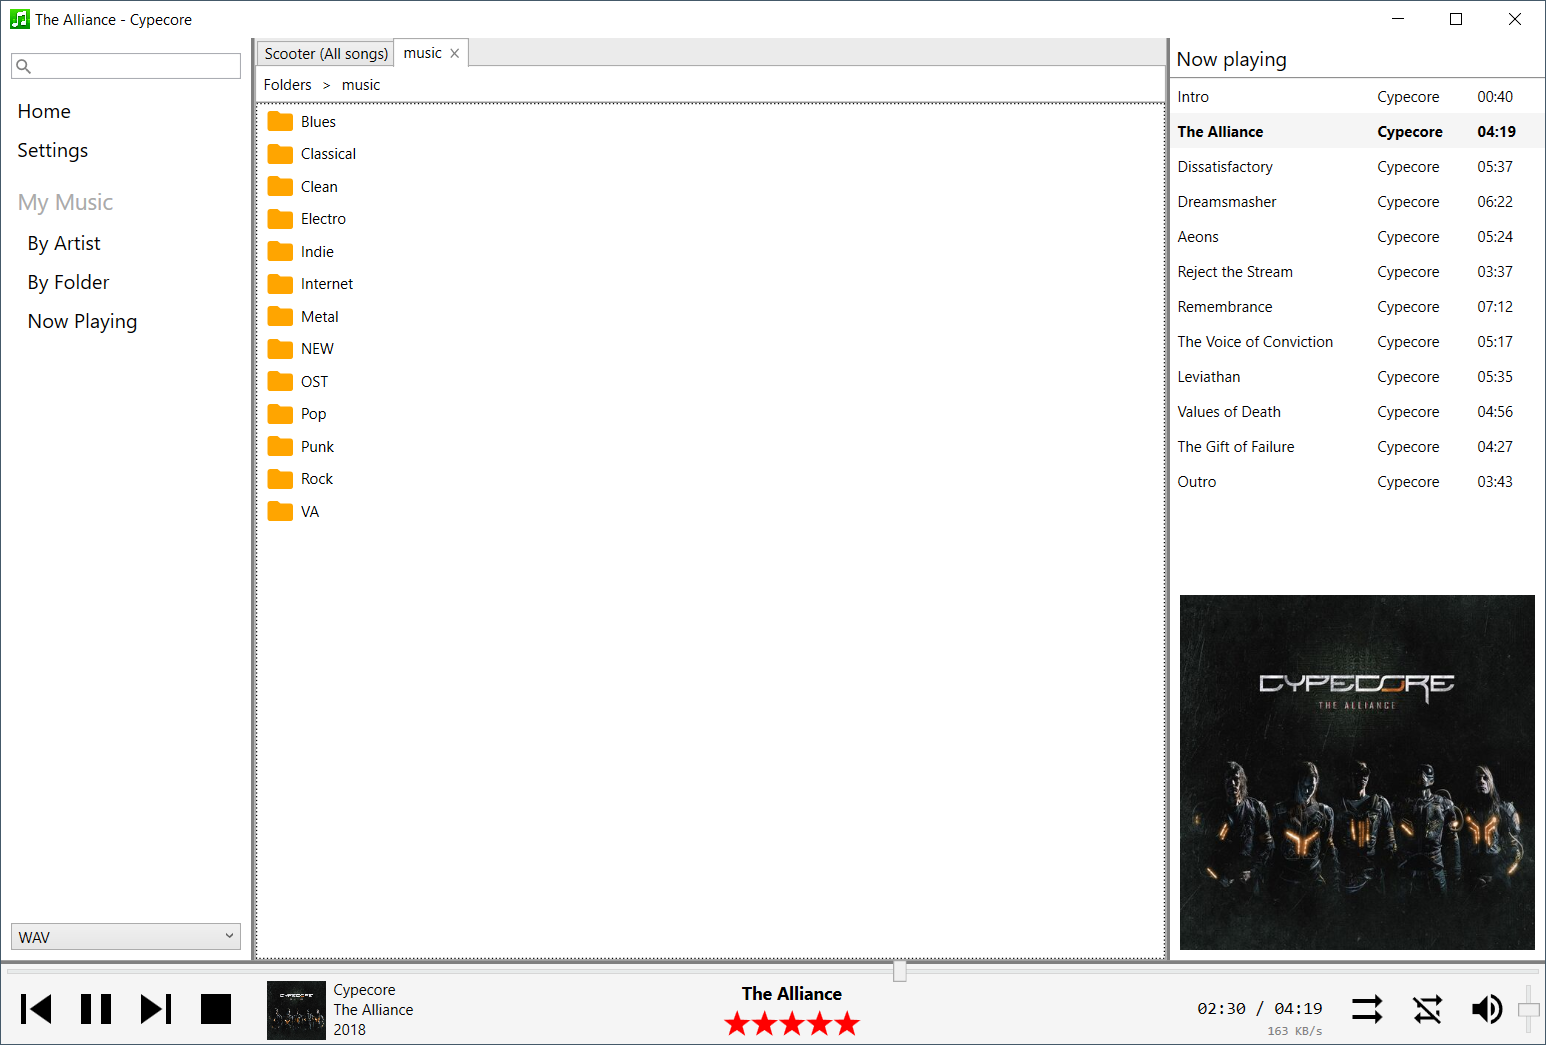 The Alliance - Cypecore
Home
Settings
My Music
By Artist
By Folder
Now Playing
WAV
Scooter (All songs) music
Folders > music
Blues
Classical
Clean
Electro
Indie
Internet
Metal
NEW
OST
Pop
Punk
Rock
VA
Now playing
Intro Cypecore 00:40
The Alliance Cypecore 04:19
Dissatisfactory Cypecore 05:37
Dreamsmasher Cypecore 06:22
Aeons Cypecore 05:24
Reject the Stream Cypecore 03:37
Remembrance Cypecore 07:12
The Voice of Conviction Cypecore 05:17
Leviathan Cypecore 05:35
Values of Death Cypecore 04:56
The Gift of Failure Cypecore 04:27
Outro Cypecore 03:43
CYPECORE
THE ALLIANCE
CYPECORE
Cypecore
The Alliance
2018
The Alliance
02:30 / 04:19
163 KB/s